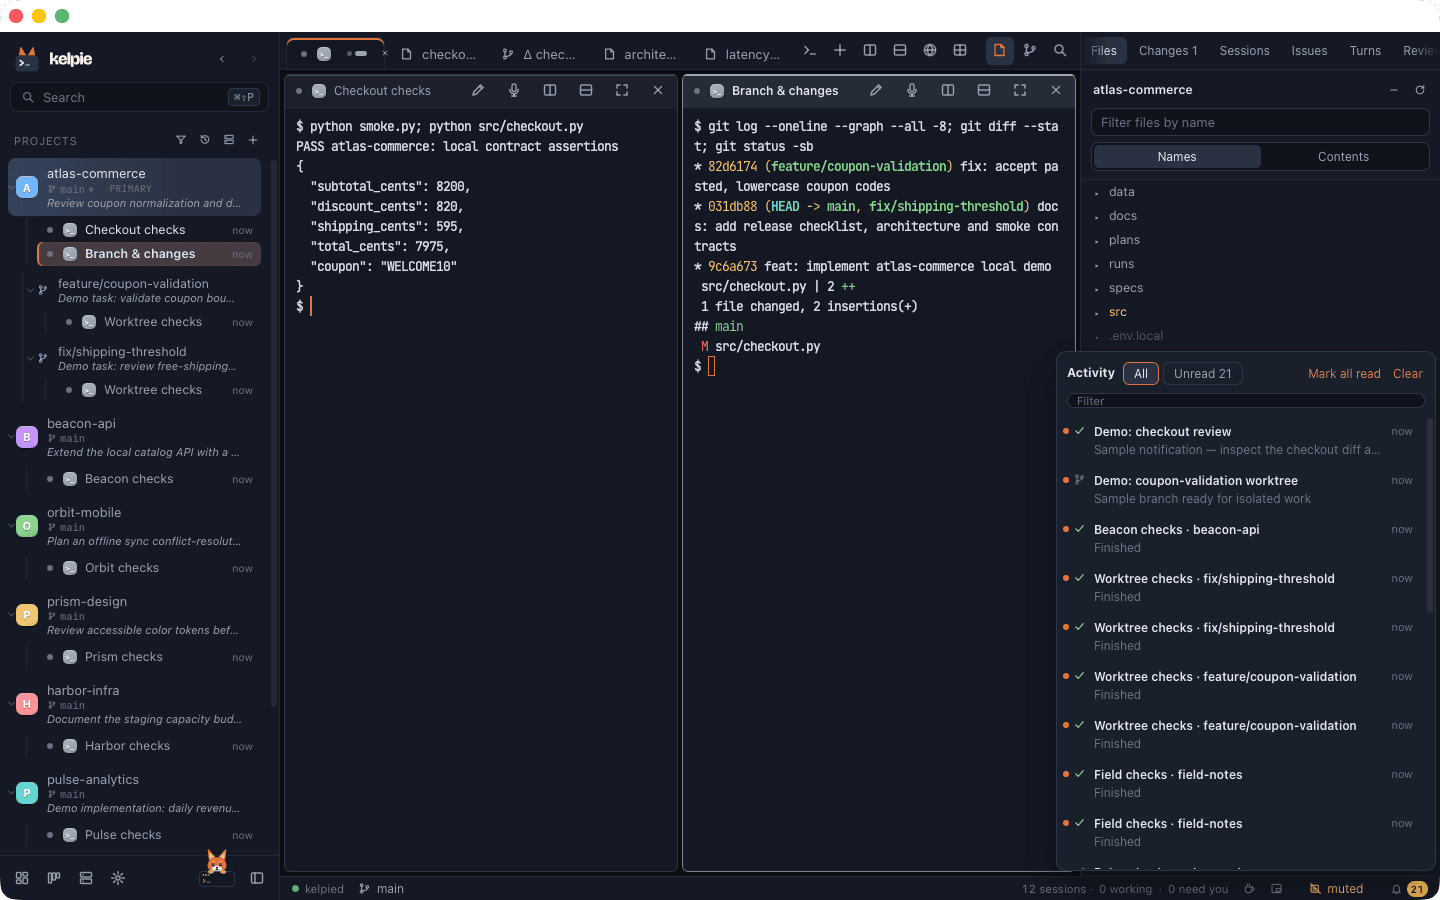 kelpie
Search
⌘⇧P
PROJECTS
A
atlas-commerce
main *
PRIMARY
Review coupon normalization and d...
Checkout checks
now
Branch & changes
now
feature/coupon-validation
Demo task: validate coupon bou...
Worktree checks
now
fix/shipping-threshold
Demo task: review free-shipping...
Worktree checks
now
B
beacon-api
main
Extend the local catalog API with a ...
Beacon checks
now
O
orbit-mobile
main
Plan an offline sync conflict-resolut...
Orbit checks
now
P
prism-design
main
Review accessible color tokens bef...
Prism checks
now
H
harbor-infra
main
Document the staging capacity bud...
Harbor checks
now
P
pulse-analytics
main
Demo implementation: daily revenu...
Pulse checks
now
checko...
Δ chec...
archite...
latency...
Checkout checks
$ python smoke.py; python src/checkout.py
PASS atlas-commerce: local contract assertions
{
"subtotal_cents": 8200,
"discount_cents": 820,
"shipping_cents": 595,
"total_cents": 7975,
"coupon": "WELCOME10"
}
$
Branch & changes
$ git log --oneline --graph --all -8; git diff --sta
t; git status -sb
* 82d6174 (feature/coupon-validation) fix: accept pa
sted, lowercase coupon codes
* 031db88 (HEAD -> main, fix/shipping-threshold) doc
s: add release checklist, architecture and smoke con
tracts
* 9c6a673 feat: implement atlas-commerce local demo
src/checkout.py | 2 ++
1 file changed, 2 insertions(+)
## main
M src/checkout.py
$
Files
Changes 1
Sessions
Issues
Turns
Review
atlas-commerce
Filter files by name
Names
Contents
data
docs
plans
runs
specs
src
.env.local
Activity
All
Unread 21
Mark all read
Clear
Filter
Demo: checkout review
now
Sample notification — inspect the checkout diff a...
Demo: coupon-validation worktree
now
Sample branch ready for isolated work
Beacon checks · beacon-api
now
Finished
Worktree checks · fix/shipping-threshold
now
Finished
Worktree checks · fix/shipping-threshold
now
Finished
Worktree checks · feature/coupon-validation
now
Finished
Worktree checks · feature/coupon-validation
now
Finished
Field checks · field-notes
now
Finished
Field checks · field-notes
now
Finished
kelpied
main
12 sessions · 0 working · 0 need you
muted
21